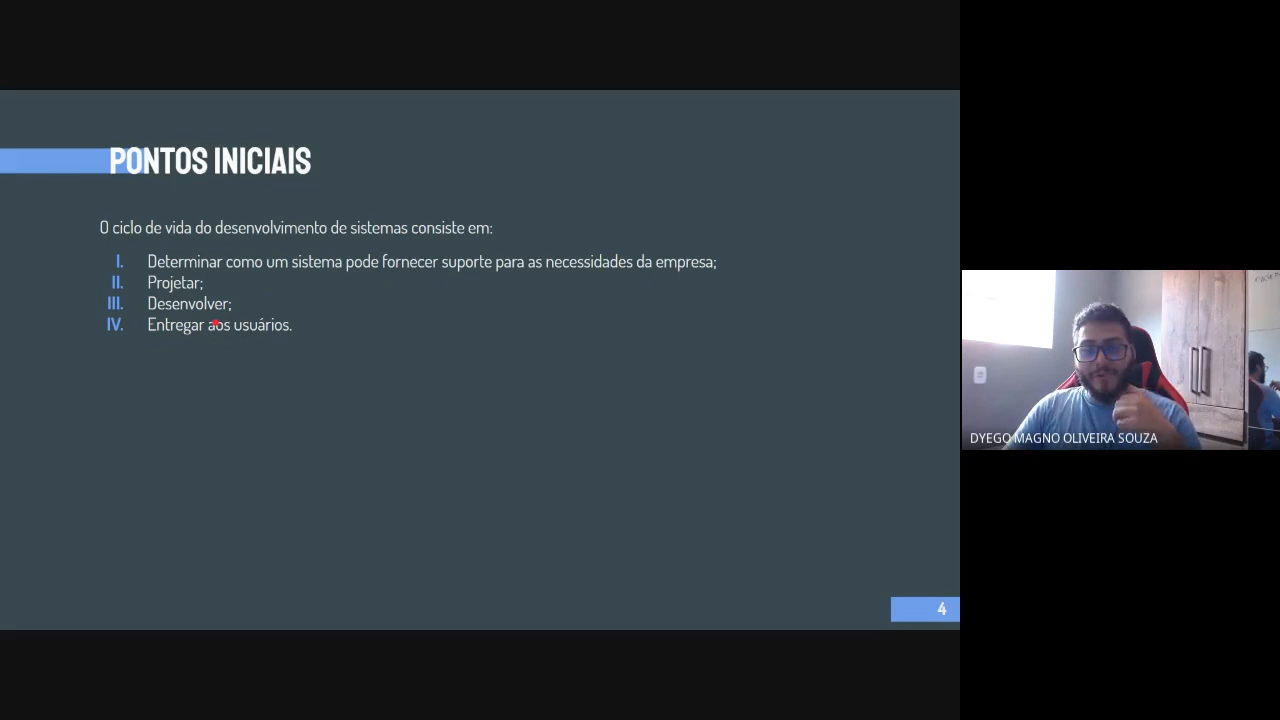 PONTOS INICIAIS
O ciclo de vida do desenvolvimento de sistemas consiste em:
I. Determinar como um sistema pode fornecer suporte para as necessidades da empresa;
II. Projetar;
III. Desenvolver;
IV. Entregar aos usuários.
4
DYEGO MAGNO OLIVEIRA SOUZA